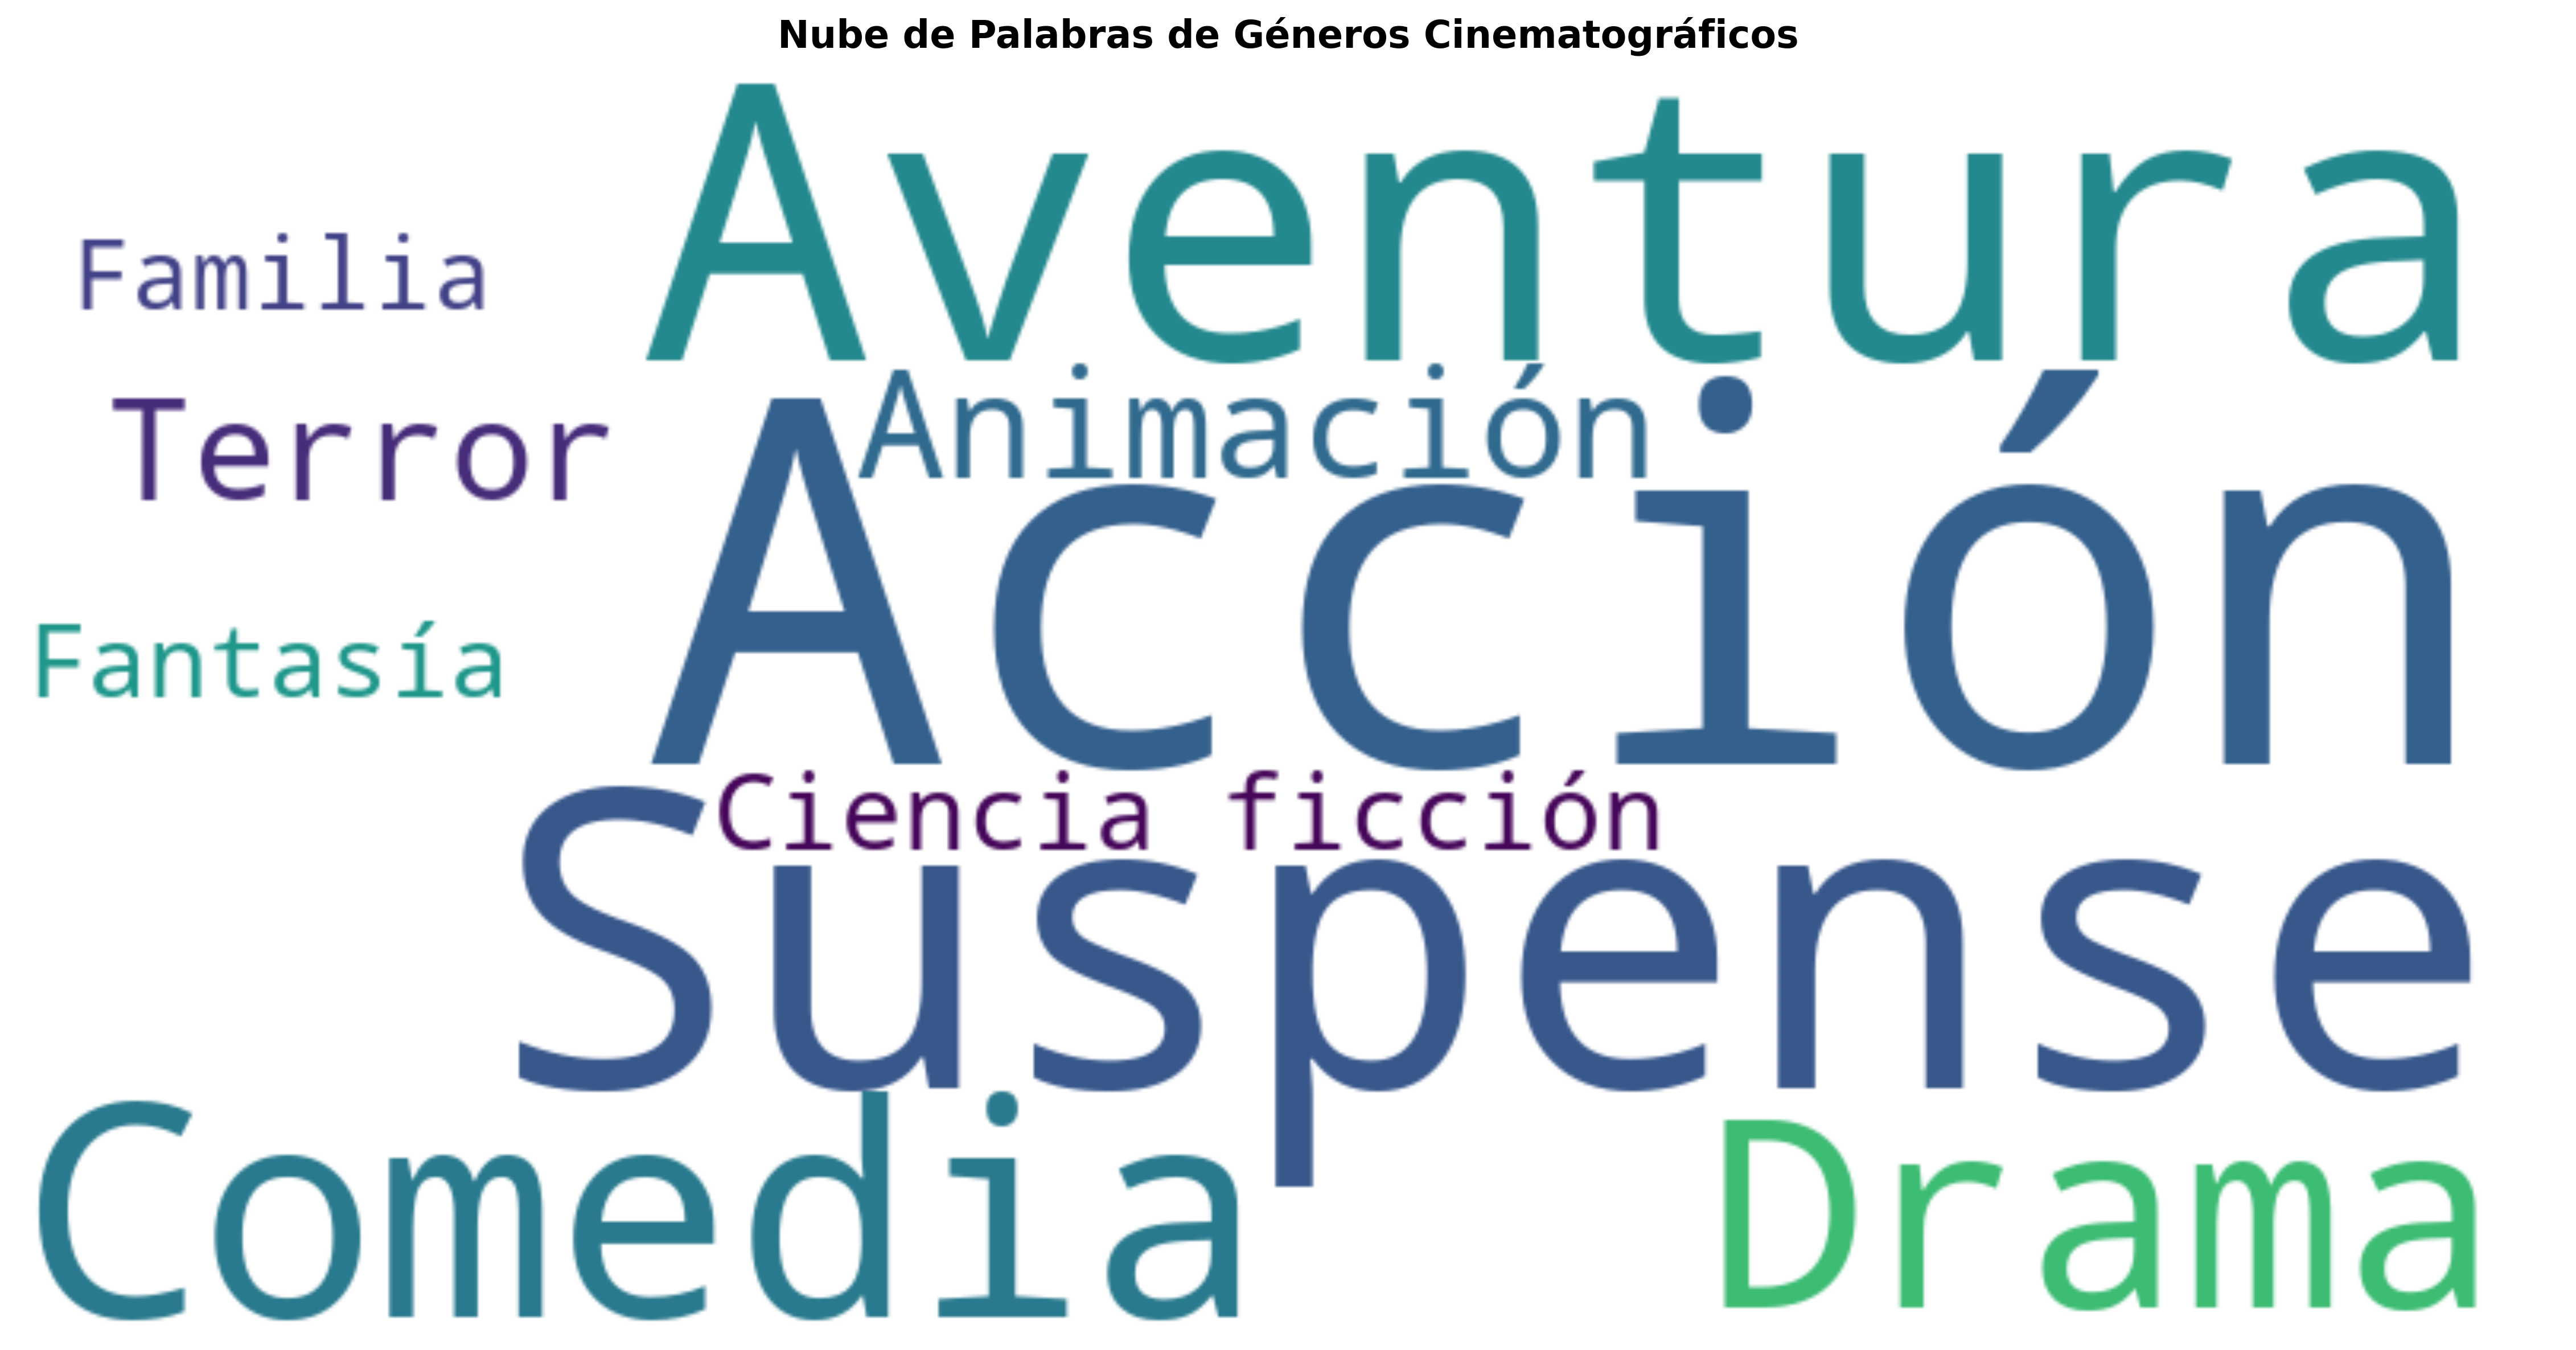 Nube de Palabras de Géneros Cinematográficos
Aventura
Familia
Animación
Terror
Acción
Fantasía
Ciencia ficción
Suspense
Comedia
Drama